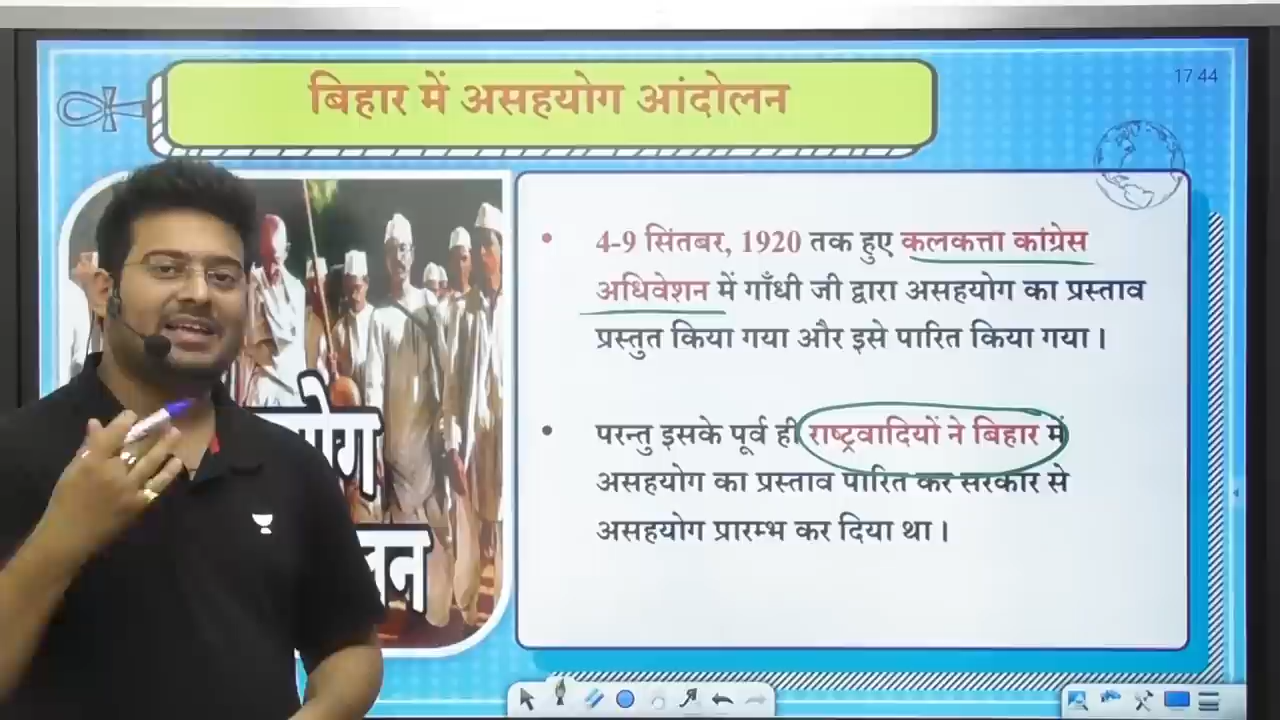 बिहार में असहयोग आंदोलन
17 44
4-9 सिंतबर, 1920 तक हुए कलकत्ता कांग्रेस
अधिवेशन में गाँधी जी द्वारा असहयोग का प्रस्ताव
प्रस्तुत किया गया और इसे पारित किया गया।
परन्तु इसके पूर्व ही राष्ट्रवादियों ने बिहार में
असहयोग का प्रस्ताव पारित कर सरकार से
असहयोग प्रारम्भ कर दिया था।